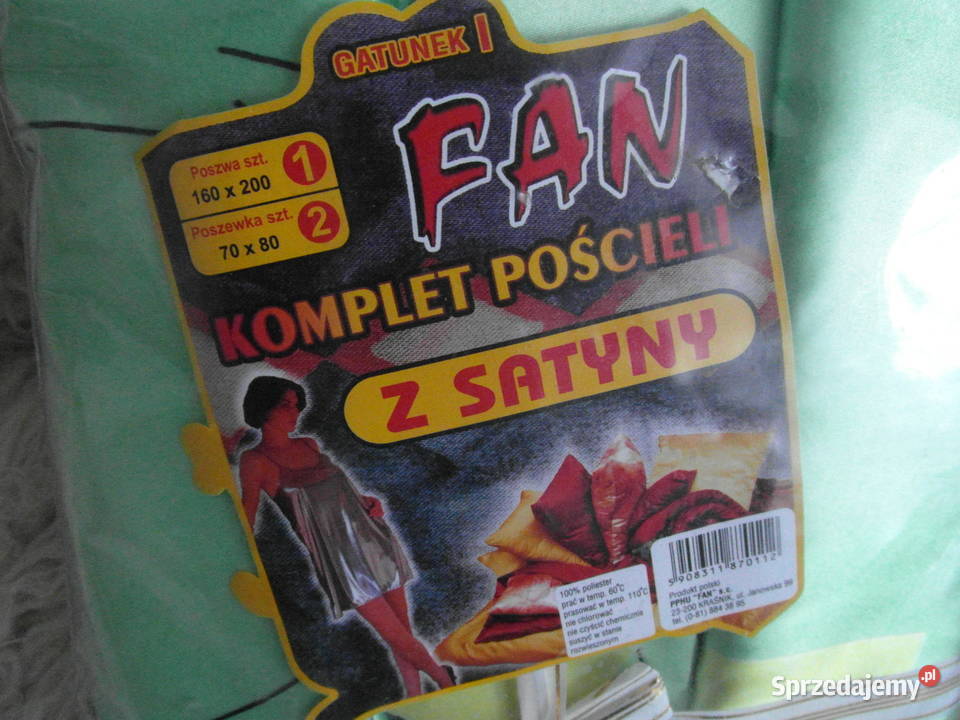 GATUNEK I
FAN
Poszwa szt. 1
160 x 200
Poszewka szt. 2
70 x 80
KOMPLET POŚCIELI
Z SATYNY
100% poliester
prać w temp. 60°C
prasować w temp. 110°C
nie chlorować
nie czyścić chemicznie
suszyć w stanie
rozwieszonym
5 908311 870112
Produkt polski
PPHU "FAN" s.c.
23-200 KRAŚNIK, ul. Janowska 99
tel. (0-81) 884 38 95
Sprzedajemy.pl